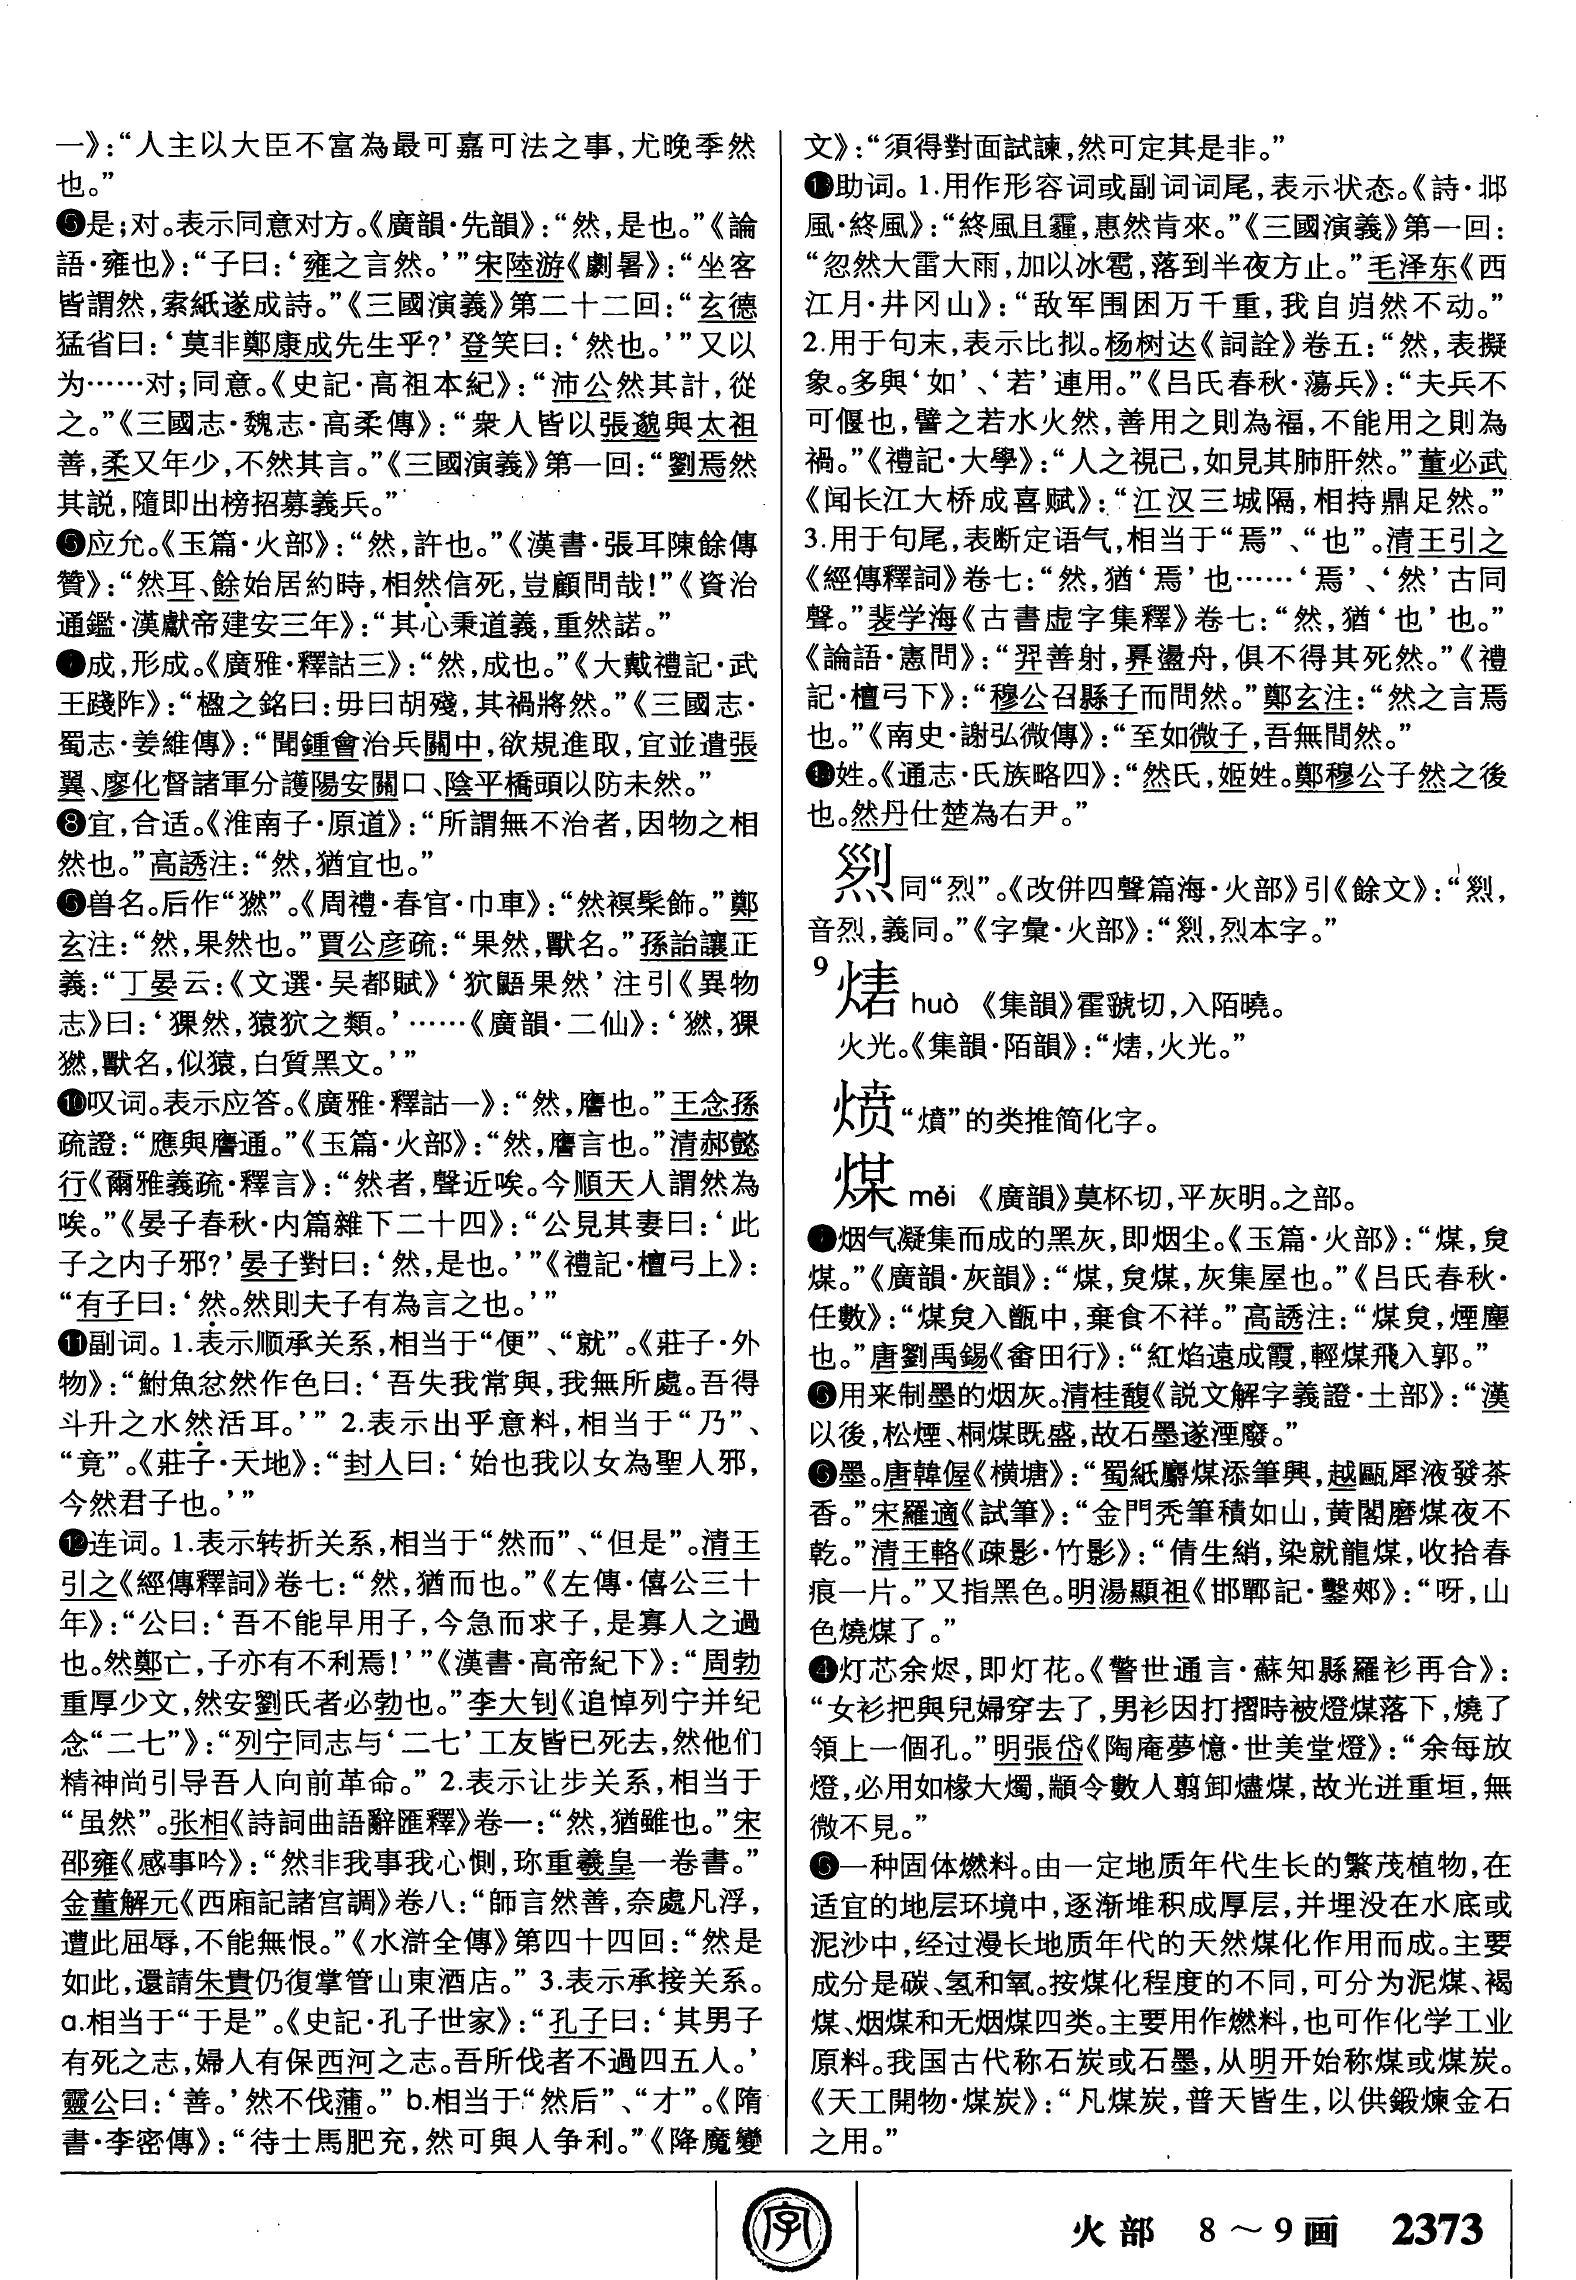 一》：“人主以大臣不富為最可嘉可法之事，尤晚季然
也。”
❺是；对。表示同意对方。《廣韻·先韻》：“然，是也。”《論
語·雍也》：“子曰：‘雍之言然。’”宋陸游《劇暑》：“坐客
皆謂然，索紙遂成詩。”《三國演義》第二十二回：“玄德
猛省曰：‘莫非鄭康成先生乎？’登笑曰：‘然也。’”又以
为……对；同意。《史記·高祖本紀》：“沛公然其計，從
之。”《三國志·魏志·高柔傳》：“衆人皆以張邈與太祖
善，柔又年少，不然其言。”《三國演義》第一回：“劉焉然
其説，隨即出榜招募義兵。”
應允。《玉篇·火部》：“然，許也。”《漢書·張耳陳餘傳
贊》：“然耳、餘始居約時，相然信死，豈顧問哉！”《資治
通鑑·漢獻帝建安三年》：“其心秉道義，重然諾。”
❼成，形成。《廣雅·釋詁三》：“然，成也。”《大戴禮記·武
王踐阼》：“楹之銘曰：毋曰胡殘，其禍將然。”《三國志·
蜀志·姜維傳》：“聞鍾會治兵關中，欲規進取，宜並遣張
翼、廖化督諸軍分護陽安關口、陰平橋頭以防未然。”
❽宜，合适。《淮南子·原道》：“所謂無不治者，因物之相
然也。”高誘注：“然，猶宜也。”
兽名。后作“㹱”。《周禮·春官·巾車》：“然䄙髤飾。”鄭
玄注：“然，果然也。”賈公彦疏：“果然，獸名。”孫詒讓正
義：“丁晏云：《文選·吴都賦》‘狖鼯果然’注引《異物
志》曰：‘猓然，猿狖之類。’……《廣韻·二仙》：‘㹱，猓
㹱，獸名，似猿，白質黑文。’”
❿叹词。表示应答。《廣雅·釋詁一》：“然，譍也。”王念孫
疏證：“應與譍通。”《玉篇·火部》：“然，譍言也。”清郝懿
行《爾雅義疏·釋言》：“然者，聲近唉。今順天人謂然為
唉。”《晏子春秋·内篇雜下二十四》：“公見其妻曰：‘此
子之内子邪？’晏子對曰：‘然，是也。’”《禮記·檀弓上》：
“有子曰：‘然。然則夫子有為言之也。’”
⓫副词。1.表示顺承关系，相当于“便”、“就”。《莊子·外
物》：“鮒魚忿然作色曰：‘吾失我常與，我無所處。吾得
斗升之水然活耳。’” 2.表示出乎意料，相当于“乃”、
“竟”。《莊子·天地》：“封人曰：‘始也我以女為聖人邪，
今然君子也。’”
⓬连词。1.表示转折关系，相当于“然而”、“但是”。清王
引之《經傳釋詞》卷七：“然，猶而也。”《左傳·僖公三十
年》：“公曰：‘吾不能早用子，今急而求子，是寡人之過
也。然鄭亡，子亦有不利焉！’”《漢書·高帝紀下》：“周勃
重厚少文，然安劉氏者必勃也。”李大钊《追悼列宁并纪
念“二七”》：“列宁同志与‘二七’工友皆已死去，然他们
精神尚引导吾人向前革命。” 2.表示让步关系，相当于
“虽然”。张相《詩詞曲語辭匯釋》卷一：“然，猶雖也。”宋
邵雍《感事吟》：“然非我事我心惻，珎重羲皇一卷書。”
金董解元《西廂記諸宫調》卷八：“師言然善，奈處凡浮，
遭此屈辱，不能無恨。”《水滸全傳》第四十四回：“然是
如此，還請朱貴仍復掌管山東酒店。” 3.表示承接关系。
a.相当于“于是”。《史記·孔子世家》：“孔子曰：‘其男子
有死之志，婦人有保西河之志。吾所伐者不過四五人。’
靈公曰：‘善。’然不伐蒲。” b.相当于“然后”、“才”。《隋
書·李密傳》：“待士馬肥充，然可與人争利。”《降魔變
文》：“須得對面試諫，然可定其是非。”
⓭助词。1.用作形容词或副词词尾，表示状态。《詩·邶
風·終風》：“終風且霾，惠然肯來。”《三國演義》第一回：
“忽然大雷大雨，加以冰雹，落到半夜方止。”毛泽东《西
江月·井冈山》：“敌军围困万千重，我自岿然不动。”
2.用于句末，表示比拟。杨树达《詞詮》卷五：“然，表擬
象。多與‘如’、‘若’連用。”《吕氏春秋·蕩兵》：“夫兵不
可偃也，譬之若水火然，善用之則為福，不能用之則為
禍。”《禮記·大學》：“人之視己，如見其肺肝然。”董必武
《闻长江大桥成喜赋》：“江汉三城隔，相持鼎足然。”
3.用于句尾，表断定语气，相当于“焉”、“也”。清王引之
《經傳釋詞》卷七：“然，猶‘焉’也……‘焉’、‘然’古同
聲。”裴学海《古書虚字集釋》卷七：“然，猶‘也’也。”
《論語·憲問》：“羿善射，奡盪舟，俱不得其死然。”《禮
記·檀弓下》：“穆公召縣子而問然。”鄭玄注：“然之言焉
也。”《南史·謝弘微傳》：“至如微子，吾無間然。”
⓮姓。《通志·氏族略四》：“然氏，姬姓。鄭穆公子然之後
也。然丹仕楚為右尹。”
同“烈”。《改併四聲篇海·火部》引《餘文》：“，
音烈，義同。”《字彙·火部》：“，烈本字。”
9 huò 《集韻》霍虢切，入陌曉。
火光。《集韻·陌韻》：“，火光。”
“燌”的类推简化字。
煤 méi 《廣韻》莫杯切，平灰明。之部。
烟气凝集而成的黑灰，即烟尘。《玉篇·火部》：“煤，炱
煤。”《廣韻·灰韻》：“煤，炱煤，灰集屋也。”《吕氏春秋·
任數》：“煤炱入甑中，棄食不祥。”高誘注：“煤炱，煙塵
也。”唐劉禹錫《畬田行》：“紅焰遠成霞，輕煤飛入郭。”
用来制墨的烟灰。清桂馥《説文解字義證·土部》：“漢
以後，松煙、桐煤既盛，故石墨遂湮廢。”
墨。唐韓偓《横塘》：“蜀紙麝煤添筆興，越甌犀液發茶
香。”宋羅適《試筆》：“金門秃筆積如山，黄閣磨煤夜不
乾。”清王輅《疎影·竹影》：“倩生綃，染就龍煤，收拾春
痕一片。”又指黑色。明湯顯祖《邯鄲記·鑿郟》：“呀，山
色燒煤了。”
❹灯芯余烬，即灯花。《警世通言·蘇知縣羅衫再合》：
“女衫把與兒婦穿去了，男衫因打摺時被燈煤落下，燒了
領上一個孔。”明張岱《陶庵夢憶·世美堂燈》：“余每放
燈，必用如椽大燭，顓令數人剪卸燼煤，故光迸重垣，無
微不見。”
❺一种固体燃料。由一定地质年代生长的繁茂植物，在
适宜的地层环境中，逐渐堆积成厚层，并埋没在水底或
泥沙中，经过漫长地质年代的天然煤化作用而成。主要
成分是碳、氢和氧。按煤化程度的不同，可分为泥煤、褐
煤、烟煤和无烟煤四类。主要用作燃料，也可作化学工业
原料。我国古代称石炭或石墨，从明开始称煤或煤炭。
《天工開物·煤炭》：“凡煤炭，普天皆生，以供鍛煉金石
之用。”
字
火部 8～9画 2373